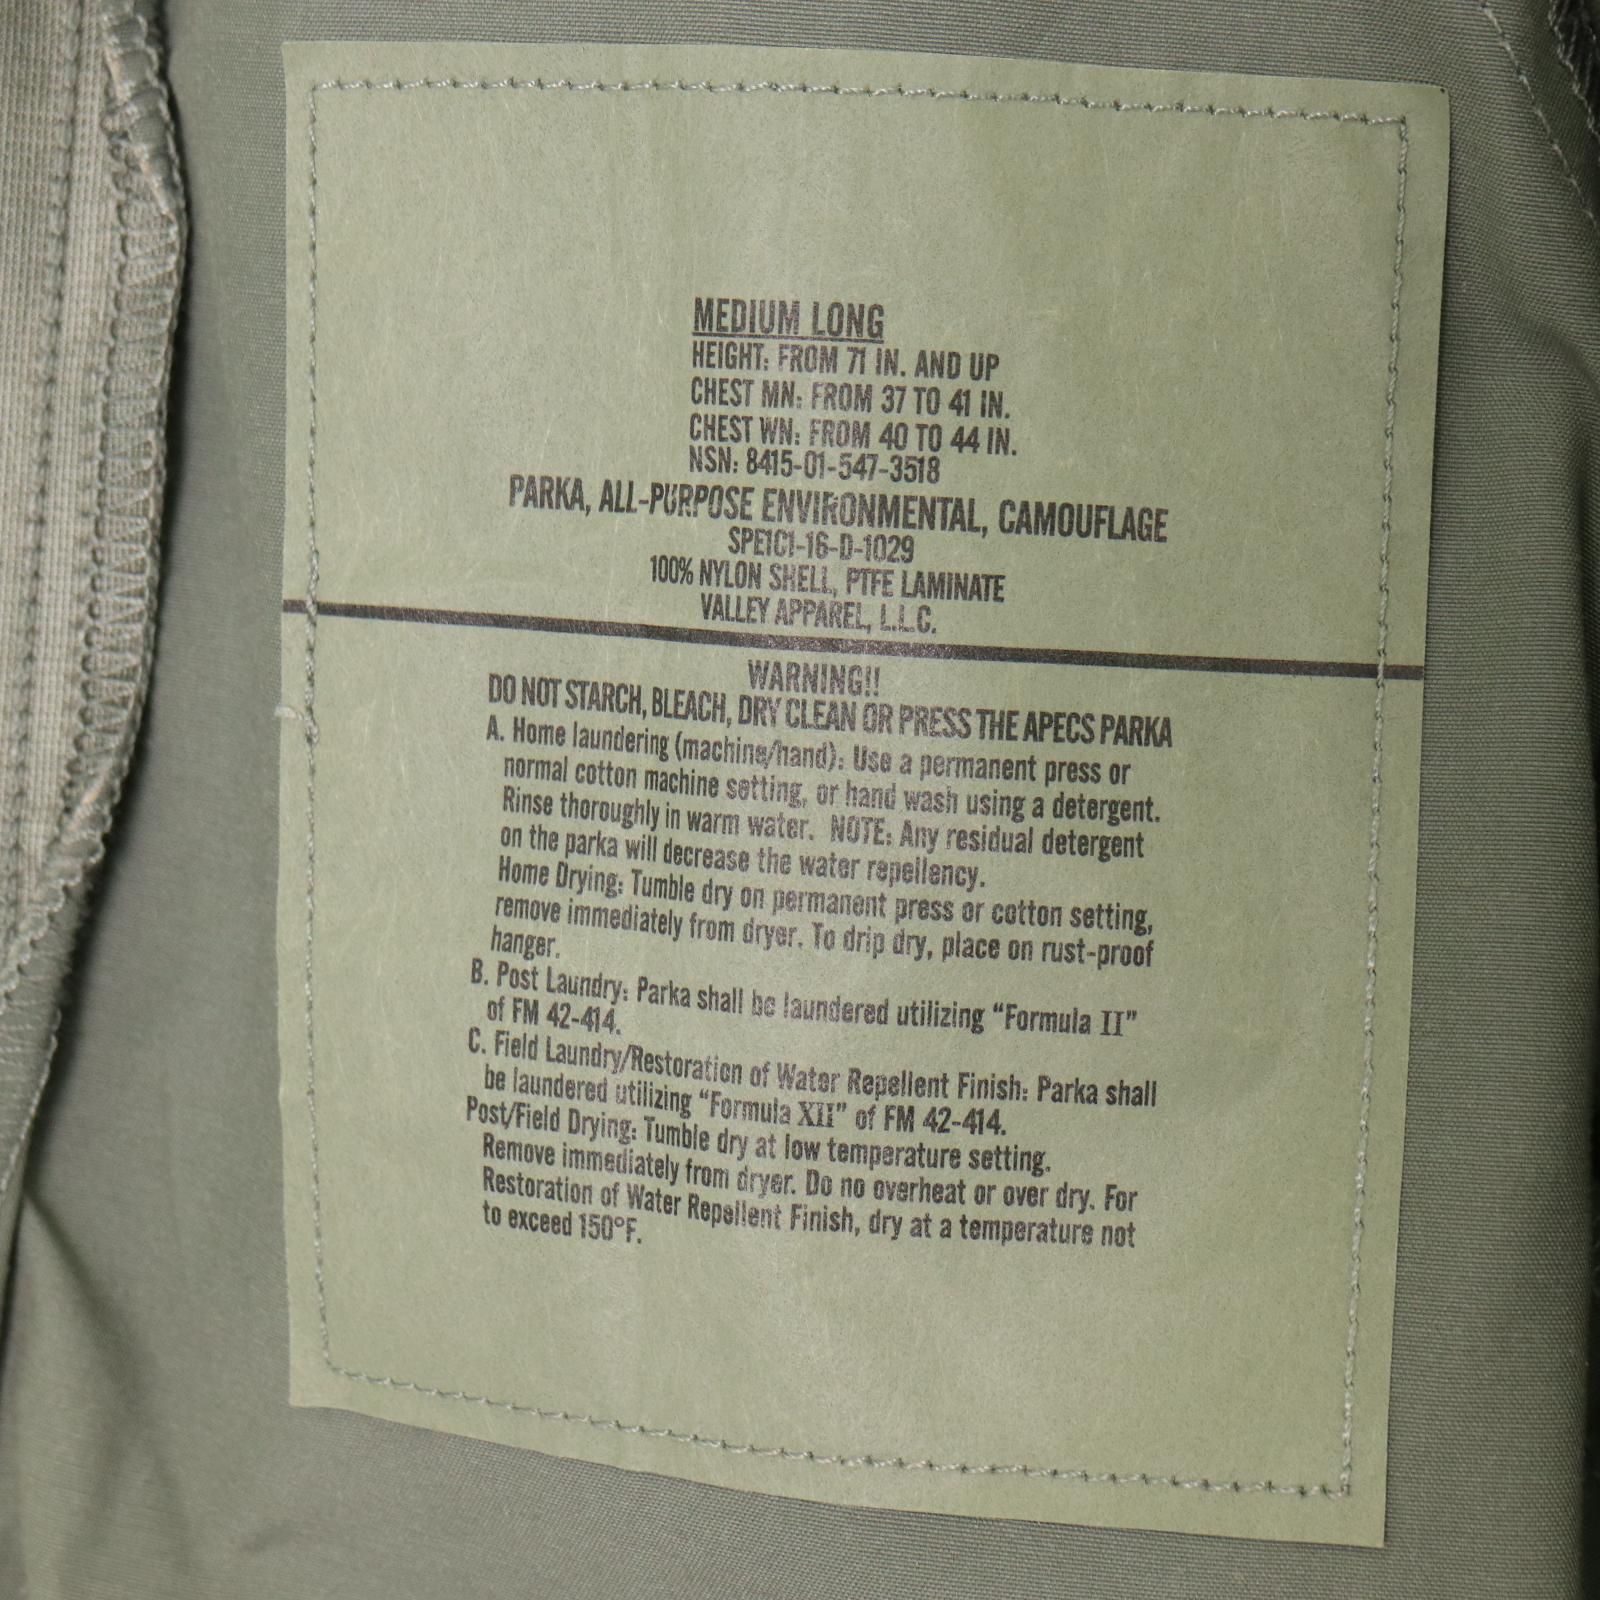 MEDIUM LONG
HEIGHT: FROM 71 IN. AND UP
CHEST MN: FROM 37 TO 41 IN.
CHEST WN: FROM 40 TO 44 IN.
NSN: 8415-01-547-3518
PARKA, ALL-PURPOSE ENVIRONMENTAL, CAMOUFLAGE
SPE1C1-16-D-1029
100% NYLON SHELL, PTFE LAMINATE
VALLEY APPAREL, L.L.C.
WARNING!!
DO NOT STARCH, BLEACH, DRY CLEAN OR PRESS THE APECS PARKA
A. Home laundering (machine/hand): Use a permanent press or
normal cotton machine setting, or hand wash using a detergent.
Rinse thoroughly in warm water. NOTE: Any residual detergent
on the parka will decrease the water repellency.
Home Drying: Tumble dry on permanent press or cotton setting,
remove immediately from dryer. To drip dry, place on rust-proof
hanger.
B. Post Laundry: Parka shall be laundered utilizing “Formula II”
of FM 42-414.
C. Field Laundry/Restoration of Water Repellent Finish: Parka shall
be laundered utilizing “Formula XII” of FM 42-414.
Post/Field Drying: Tumble dry at low temperature setting.
Remove immediately from dryer. Do no overheat or over dry. For
Restoration of Water Repellent Finish, dry at a temperature not
to exceed 150°F.